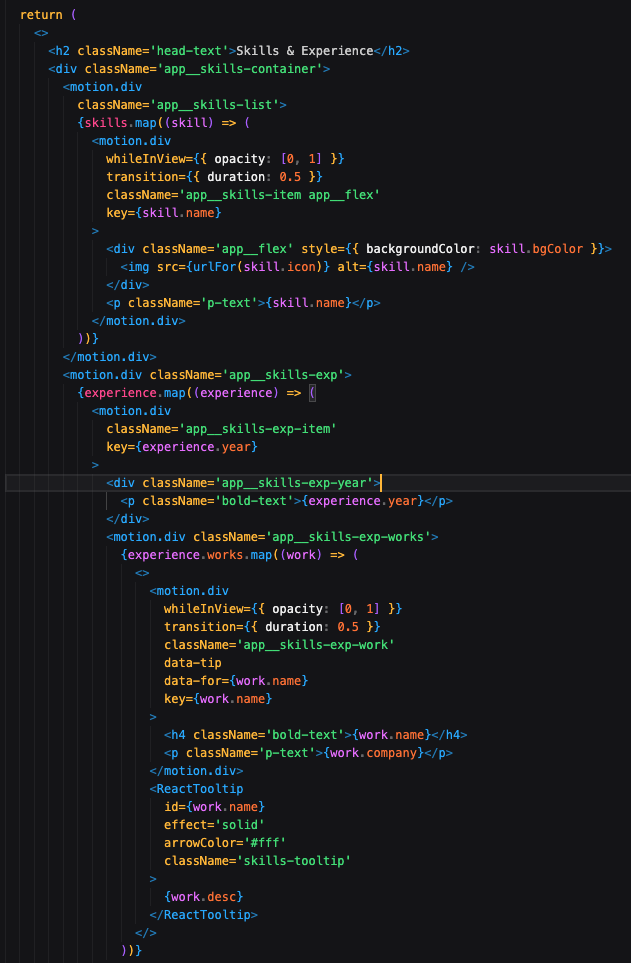 return (
<>
<h2 className='head-text'>Skills & Experience</h2>
<div className='app__skills-container'>
<motion.div
className='app__skills-list'>
{skills.map((skill) => (
<motion.div
whileInView={{ opacity: [0, 1] }}
transition={{ duration: 0.5 }}
className='app__skills-item app__flex'
key={skill.name}
>
<div className='app__flex' style={{ backgroundColor: skill.bgColor }}>
<img src={urlFor(skill.icon)} alt={skill.name} />
</div>
<p className='p-text'>{skill.name}</p>
</motion.div>
))}
</motion.div>
<motion.div className='app__skills-exp'>
{experience.map((experience) => (
<motion.div
className='app__skills-exp-item'
key={experience.year}
>
<div className='app__skills-exp-year'>
<p className='bold-text'>{experience.year}</p>
</div>
<motion.div className='app__skills-exp-works'>
{experience.works.map((work) => (
<>
<motion.div
whileInView={{ opacity: [0, 1] }}
transition={{ duration: 0.5 }}
className='app__skills-exp-work'
data-tip
data-for={work.name}
key={work.name}
>
<h4 className='bold-text'>{work.name}</h4>
<p className='p-text'>{work.company}</p>
</motion.div>
<ReactTooltip
id={work.name}
effect='solid'
arrowColor='#fff'
className='skills-tooltip'
>
{work.desc}
</ReactTooltip>
</>
))}